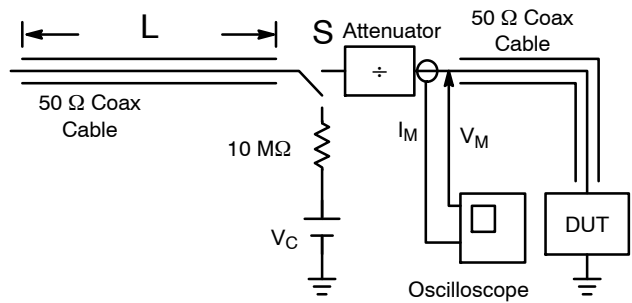 L
S
Attenuator
÷
50 Ω Coax
Cable
50 Ω Coax
Cable
10 MΩ
V_C
I_M
V_M
DUT
Oscilloscope